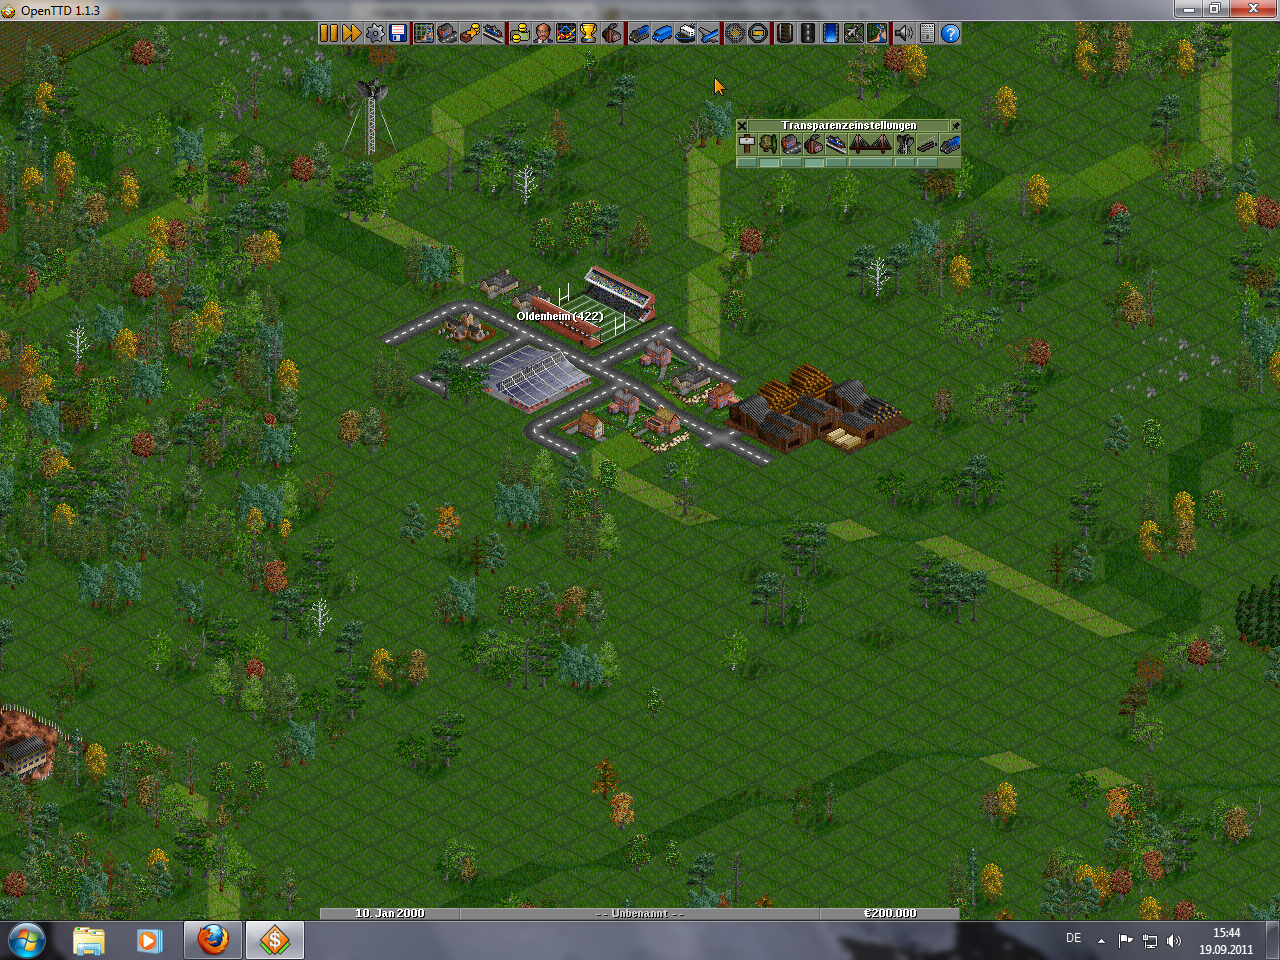 OpenTTD 1.1.3
Transparenzeinstellungen
Oldenheim (422)
10. Jan 2000
-- Unbenannt --
€200.000
DE
15:44
19.09.2011